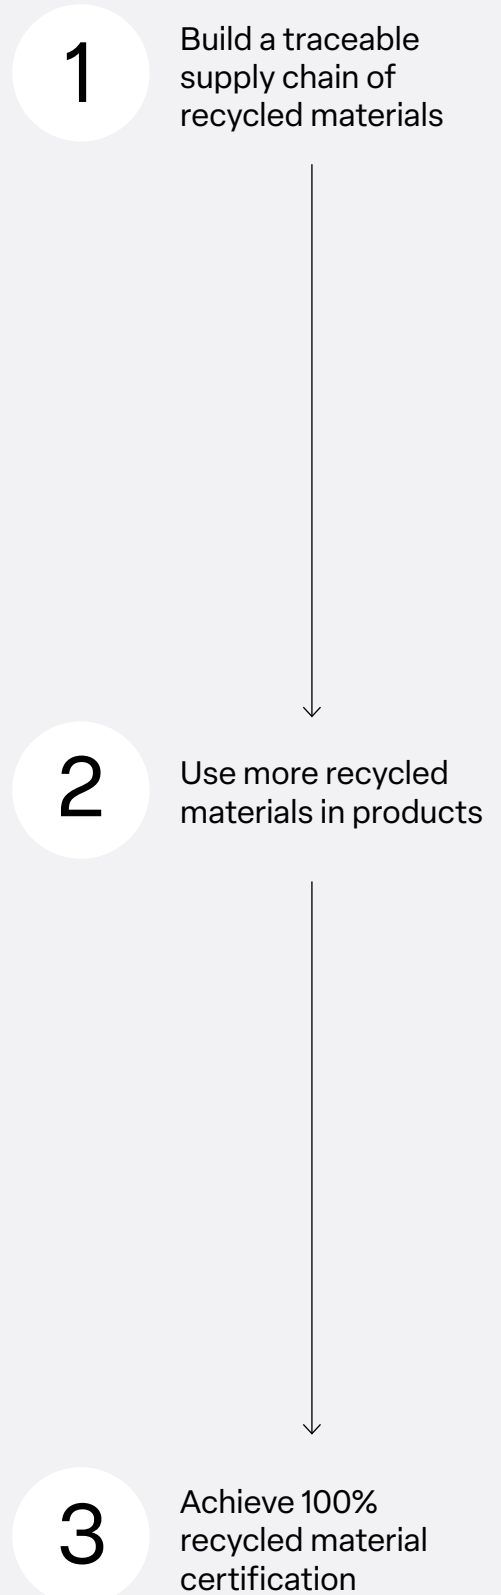 1
Build a traceable
supply chain of
recycled materials
2
Use more recycled
materials in products
3
Achieve 100%
recycled material
certification